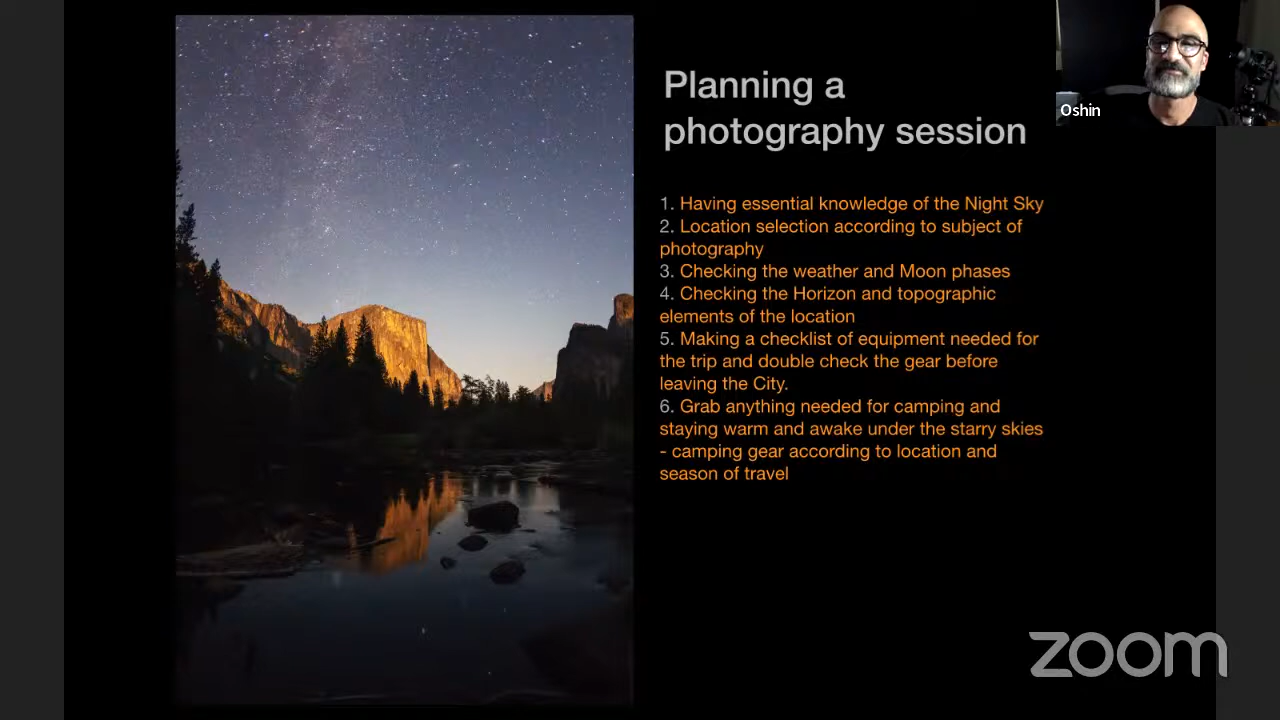 Planning a
photography session
Oshin
1. Having essential knowledge of the Night Sky
2. Location selection according to subject of
photography
3. Checking the weather and Moon phases
4. Checking the Horizon and topographic
elements of the location
5. Making a checklist of equipment needed for
the trip and double check the gear before
leaving the City.
6. Grab anything needed for camping and
staying warm and awake under the starry skies
- camping gear according to location and
season of travel
zoom